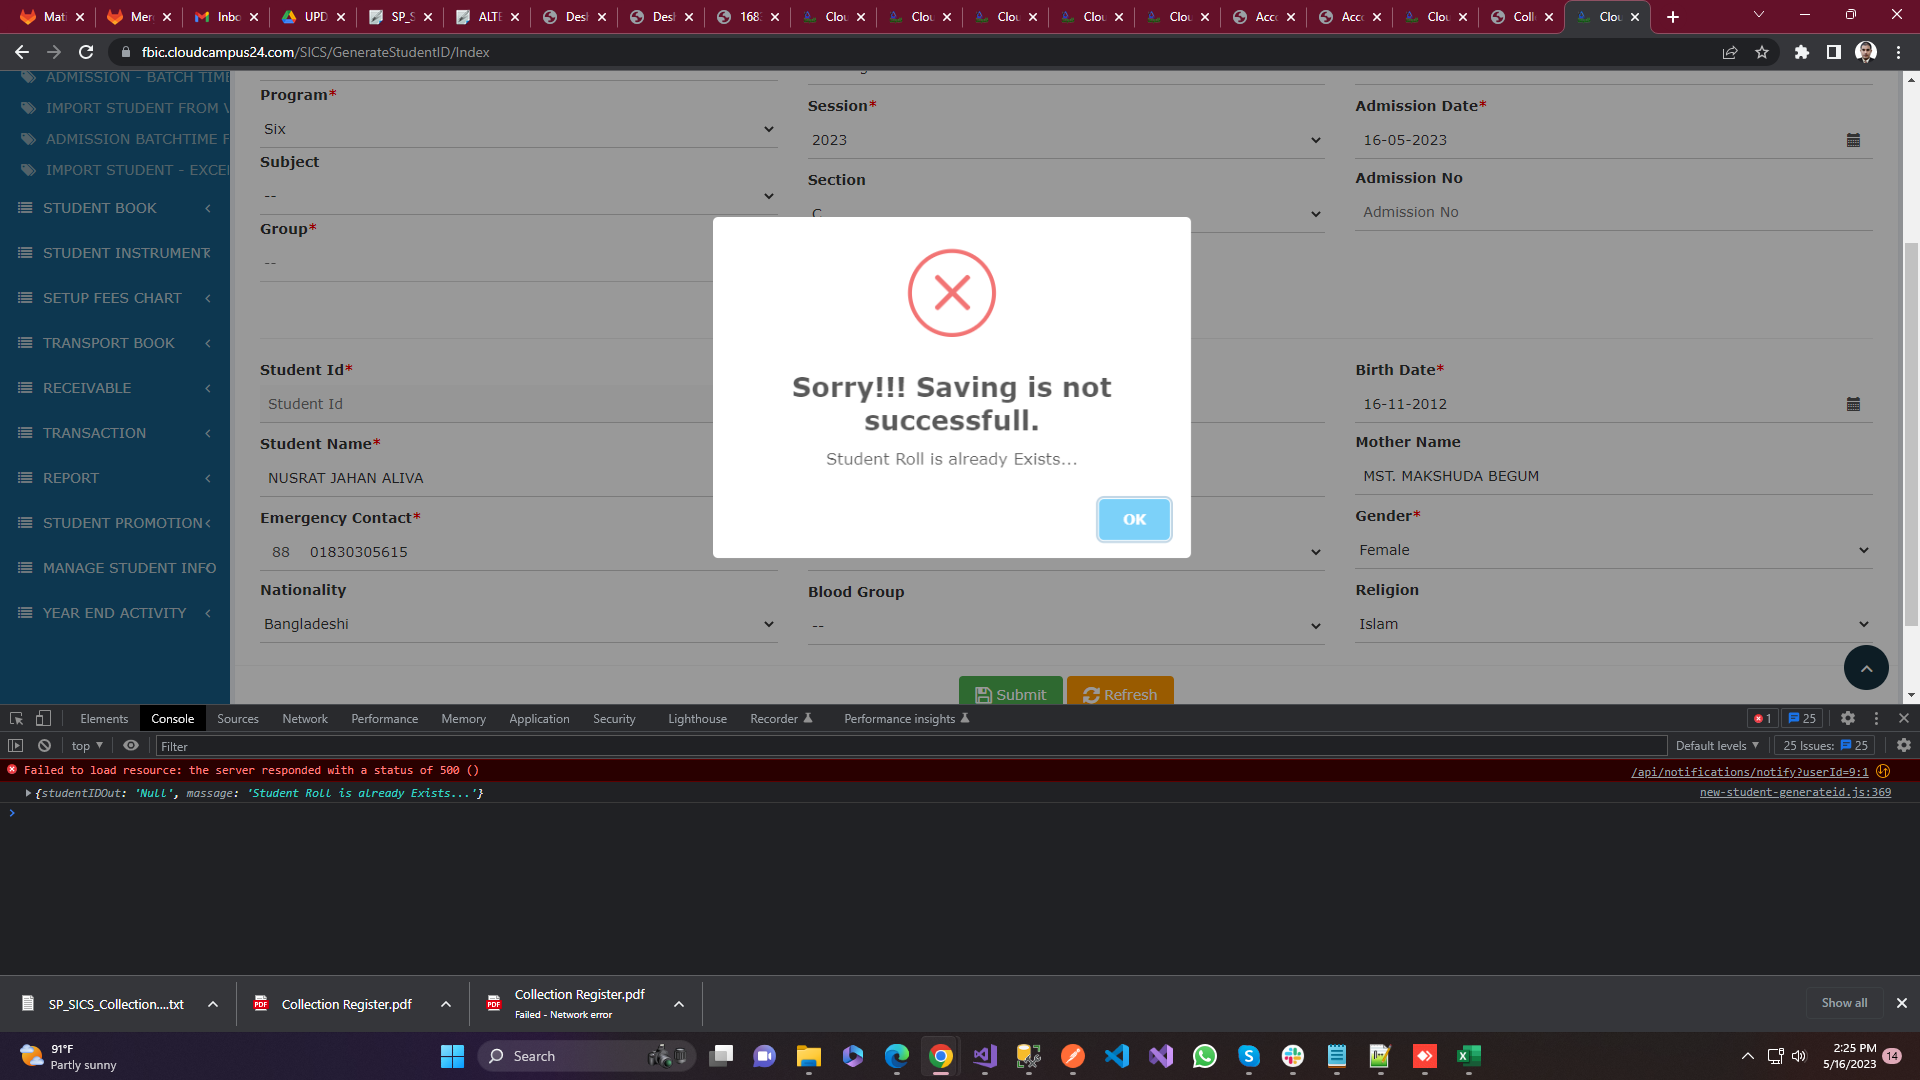 Mati
Mer
Inbo
UPD
SP_S
ALTE
Desl
Desl
168
Clou
Clou
Clou
Clou
Clou
Acc
Acc
Clou
Coll
Clou
fbic.cloudcampus24.com/SICS/GenerateStudentID/Index
ADMISSION - BATCH TIME
IMPORT STUDENT FROM V
ADMISSION BATCHTIME F
IMPORT STUDENT - EXCEL
STUDENT BOOK
STUDENT INSTRUMENT
SETUP FEES CHART
TRANSPORT BOOK
RECEIVABLE
TRANSACTION
REPORT
STUDENT PROMOTION
MANAGE STUDENT INFO
YEAR END ACTIVITY
Program*
Six
Session*
2023
Admission Date*
16-05-2023
Subject
--
Section
C
Admission No
Admission No
Group*
--
Sorry!!! Saving is not
successfull.
Student Roll is already Exists...
OK
Student Id*
Student Id
Birth Date*
16-11-2012
Student Name*
NUSRAT JAHAN ALIVA
Mother Name
MST. MAKSHUDA BEGUM
Emergency Contact*
88 01830305615
Gender*
Female
Nationality
Bangladeshi
Blood Group
--
Religion
Islam
Submit
Refresh
Elements Console Sources Network Performance Memory Application Security Lighthouse Recorder Performance insights 1 25
top Filter Default levels 25 Issues: 25
Failed to load resource: the server responded with a status of 500 () /api/notifications/notify?userId=9:1
{studentIDOut: 'Null', massage: 'Student Roll is already Exists...'} new-student-generateid.js:369
SP_SICS_Collection....txt
Collection Register.pdf
Collection Register.pdf
Failed - Network error
Show all
91°F
Partly sunny
Search
2:25 PM
5/16/2023
14